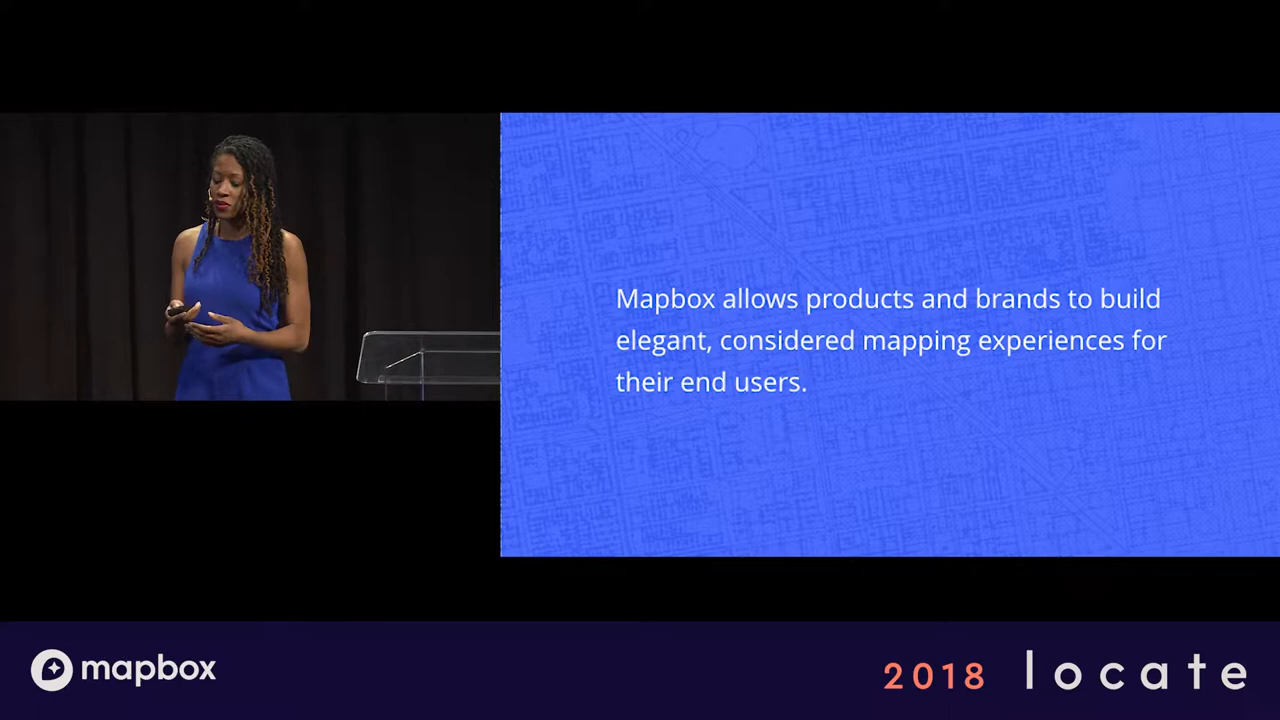 Mapbox allows products and brands to build
elegant, considered mapping experiences for
their end users.
mapbox
2018 locate